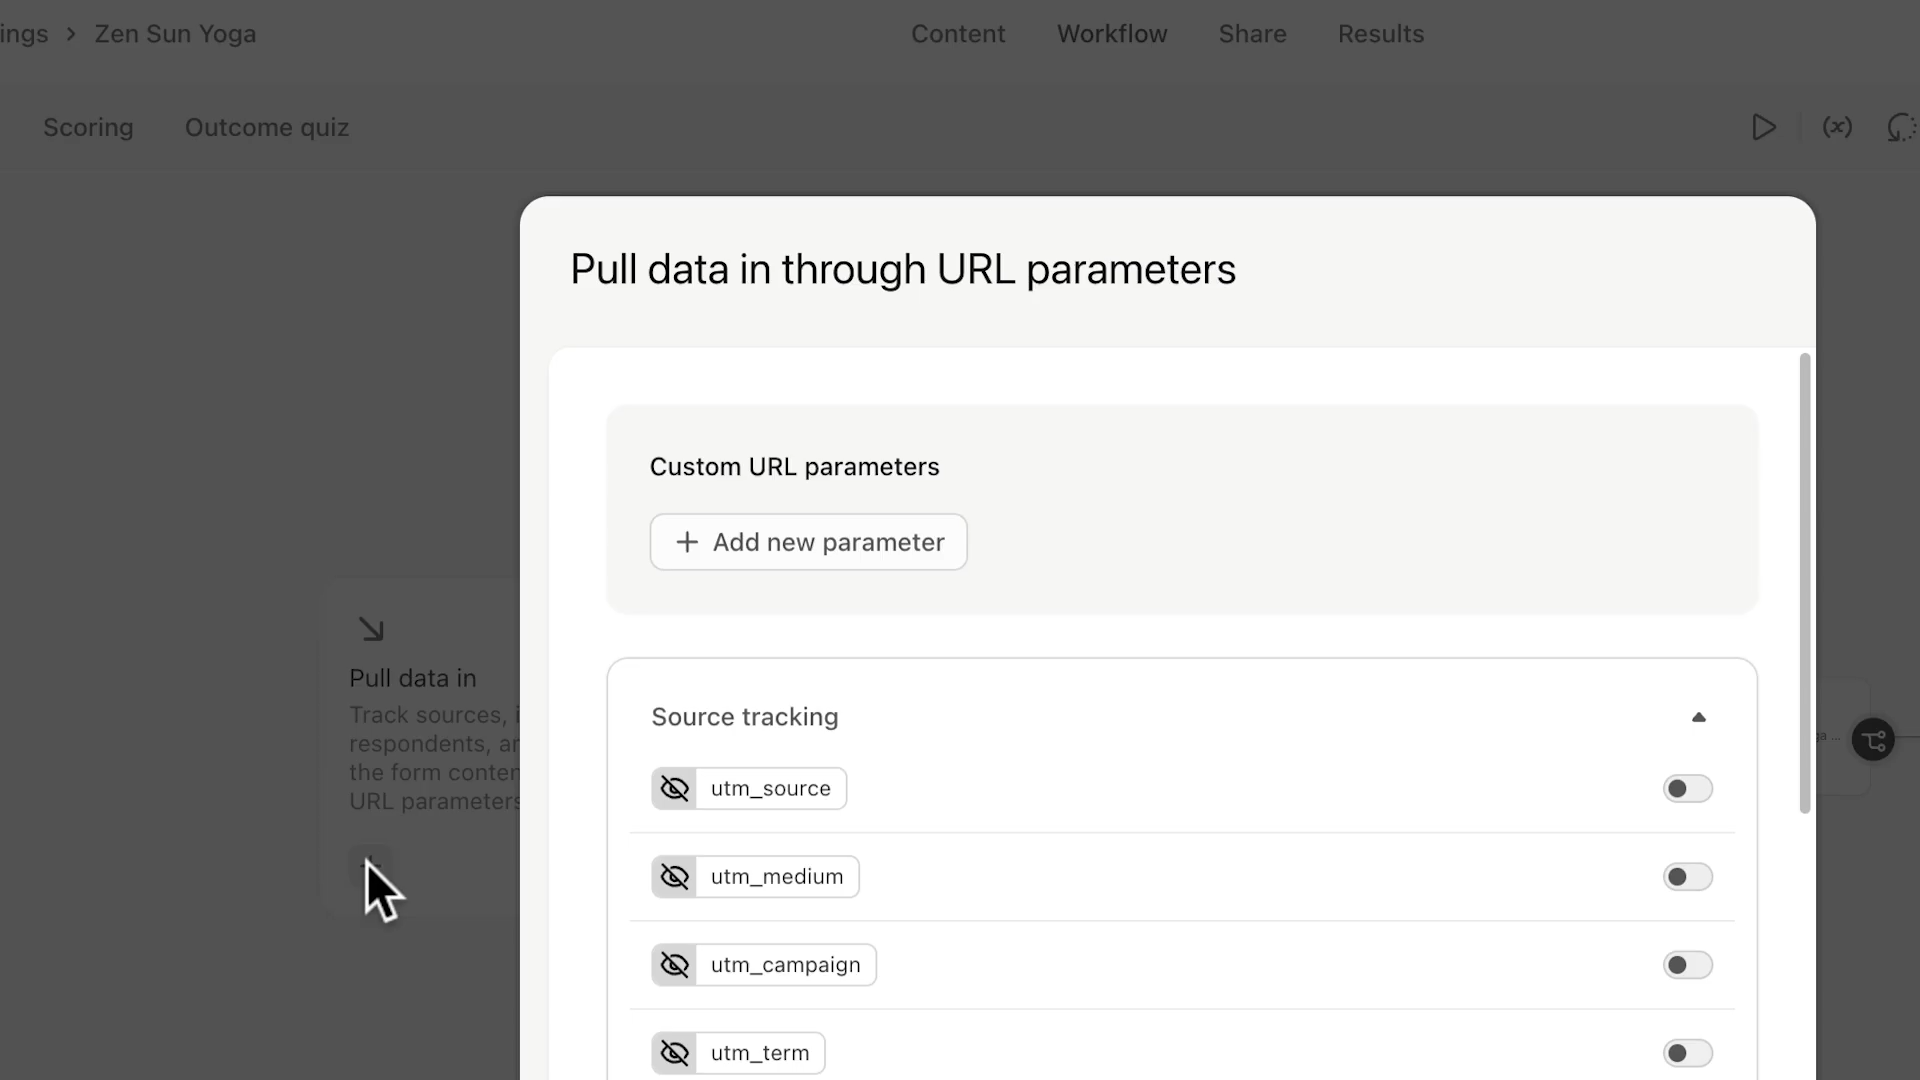 ings > Zen Sun Yoga
Content
Workflow
Share
Results
Scoring
Outcome quiz
(x)
Pull data in through URL parameters
Custom URL parameters
+ Add new parameter
Pull data in
Track sources,
respondents,
the form
URL parameters
Source tracking
utm_source
utm_medium
utm_campaign
utm_term